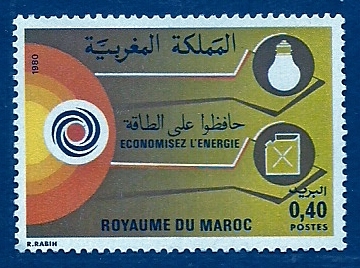 المملكة المغربية
1980
حافظوا على الطاقة
ECONOMISEZ L'ENERGIE
البريد
0,40
POSTES
ROYAUME DU MAROC
R.RABIH